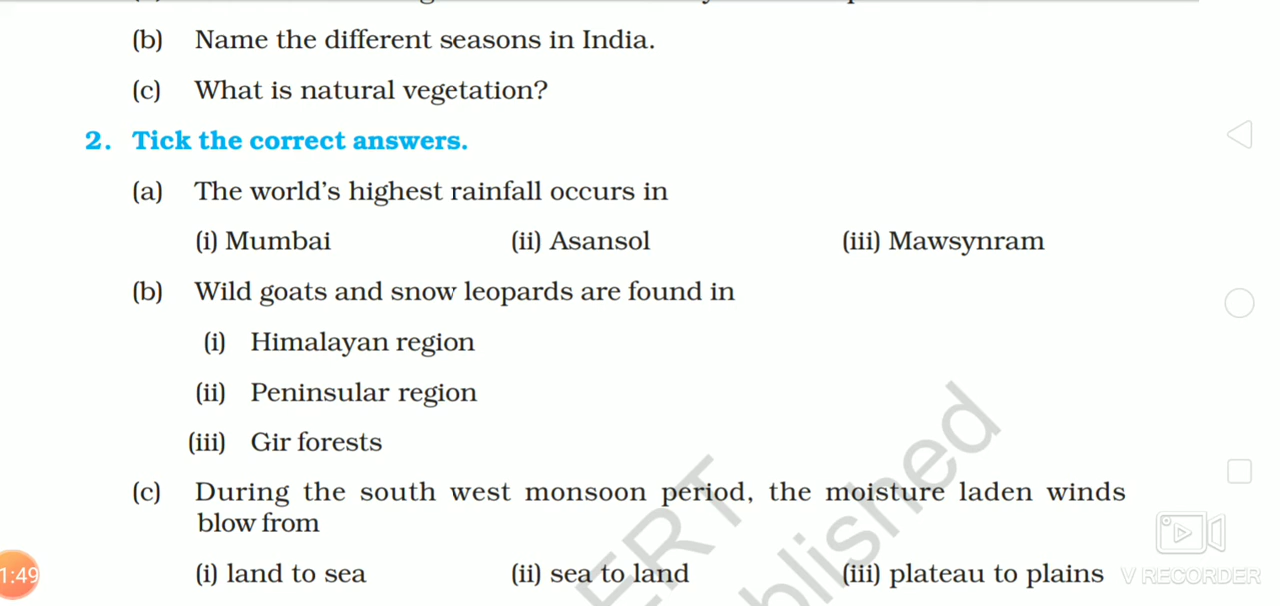 (b) Name the different seasons in India.
(c) What is natural vegetation?
2. Tick the correct answers.
(a) The world's highest rainfall occurs in
(i) Mumbai (ii) Asansol (iii) Mawsynram
(b) Wild goats and snow leopards are found in
(i) Himalayan region
(ii) Peninsular region
(iii) Gir forests
(c) During the south west monsoon period, the moisture laden winds
blow from
(i) land to sea (ii) sea to land (iii) plateau to plains
1:49
V RECORDER
ERT
blished